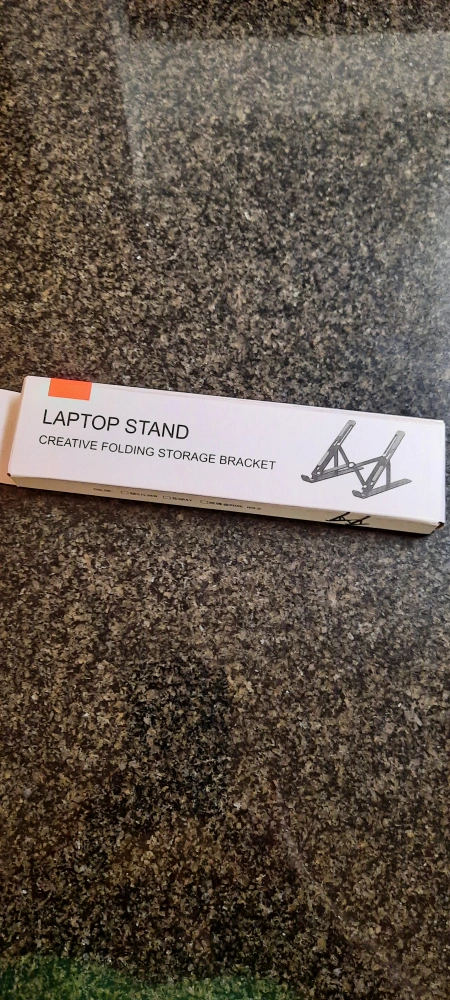 LAPTOP STAND
CREATIVE FOLDING STORAGE BRACKET